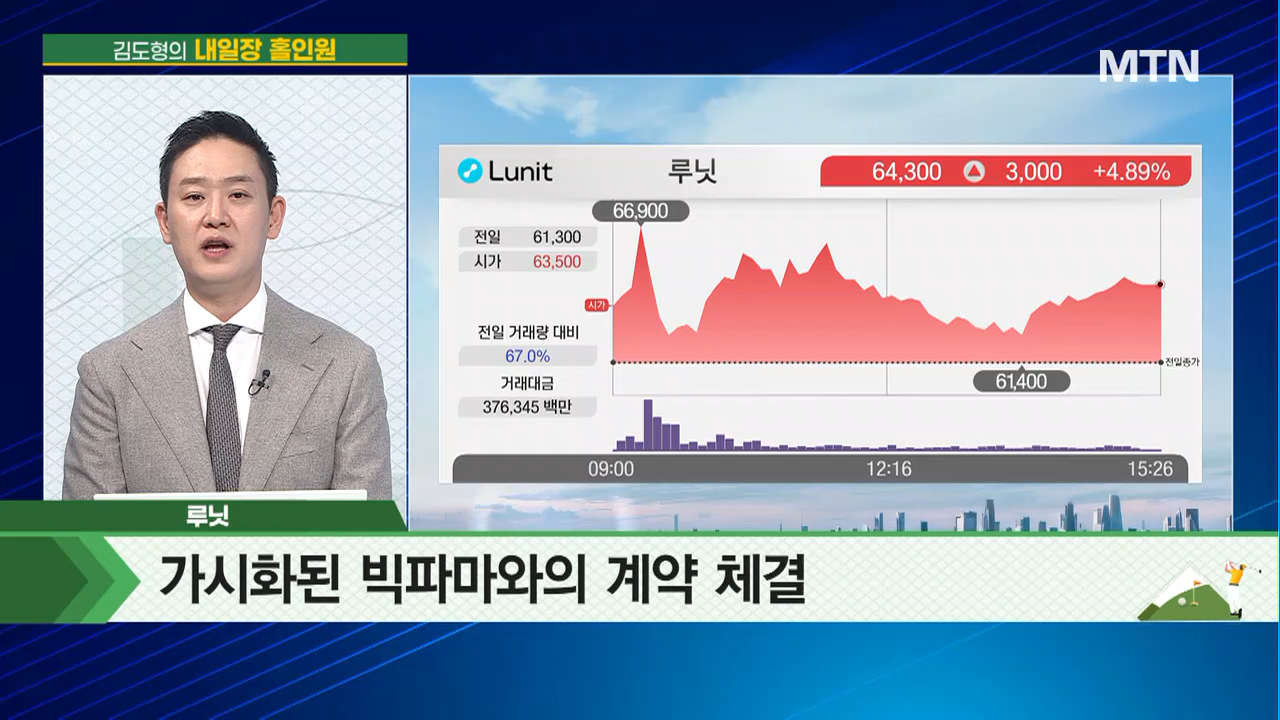 김도형의 내일장 홀인원
MTN
Lunit 루닛 64,300 3,000 +4.89%
66,900
전일 61,300
시가 63,500
시가
전일 거래량 대비
67.0%
전일종가
거래대금
61,400
376,345 백만
09:00 12:16 15:26
루닛
가시화된 빅파마와의 계약 체결